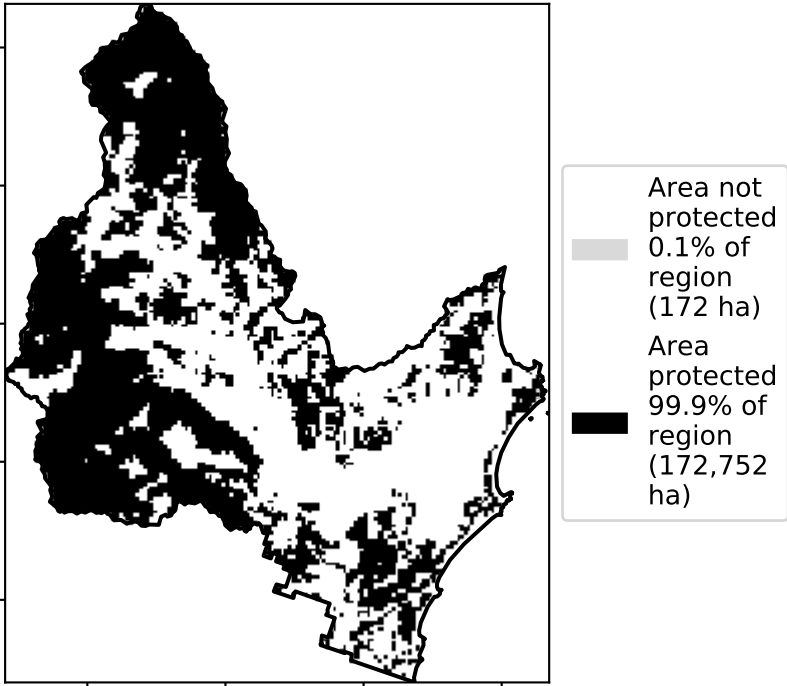 Area not
protected
0.1% of
region
(172 ha)
Area
protected
99.9% of
region
(172,752
ha)